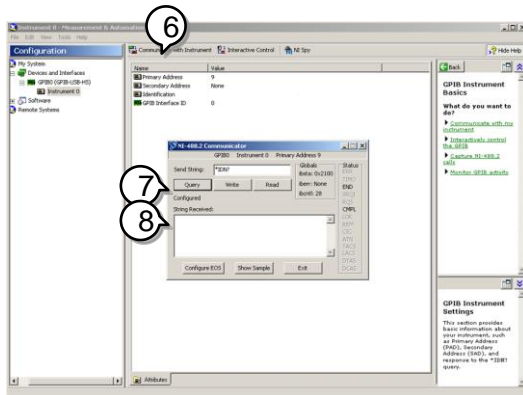 6
Instrument 0 - Measurement & Automation
File Edit View Tools Help
Configuration
Communicate with Instrument Interactive Control NI Spy
Hide Help
My System
Devices and Interfaces
GPIB0 (GPIB-USB-HS)
Instrument 0
Software
Remote Systems
Name Value
Primary Address 9
Secondary Address None
Identification
GPIB Interface ID 0
Back
GPIB Instrument
Basics
What do you want to
do?
Communicate with my
instrument
Interactively control
the GPIB
Capture NI-488.2
calls
Monitor GPIB activity
NI-488.2 Communicator
GPIB0 Instrument 0 Primary Address 9
Send String: *IDN?
Globals
ibsta: 0x2100
iberr: None
ibcntl: 28
Status
ERR
TIMO
END
SRQI
RQS
CMPL
LOK
REM
CIC
ATN
TACS
LACS
DTAS
DCAS
7
Query Write Read
Configured
8
String Received:
Configure EOS Show Sample Exit
GPIB Instrument
Settings
This section provides
basic information about
your instrument, such
as Primary Address
(PAD), Secondary
Address (SAD), and
response to the *IDN?
query.
Attributes